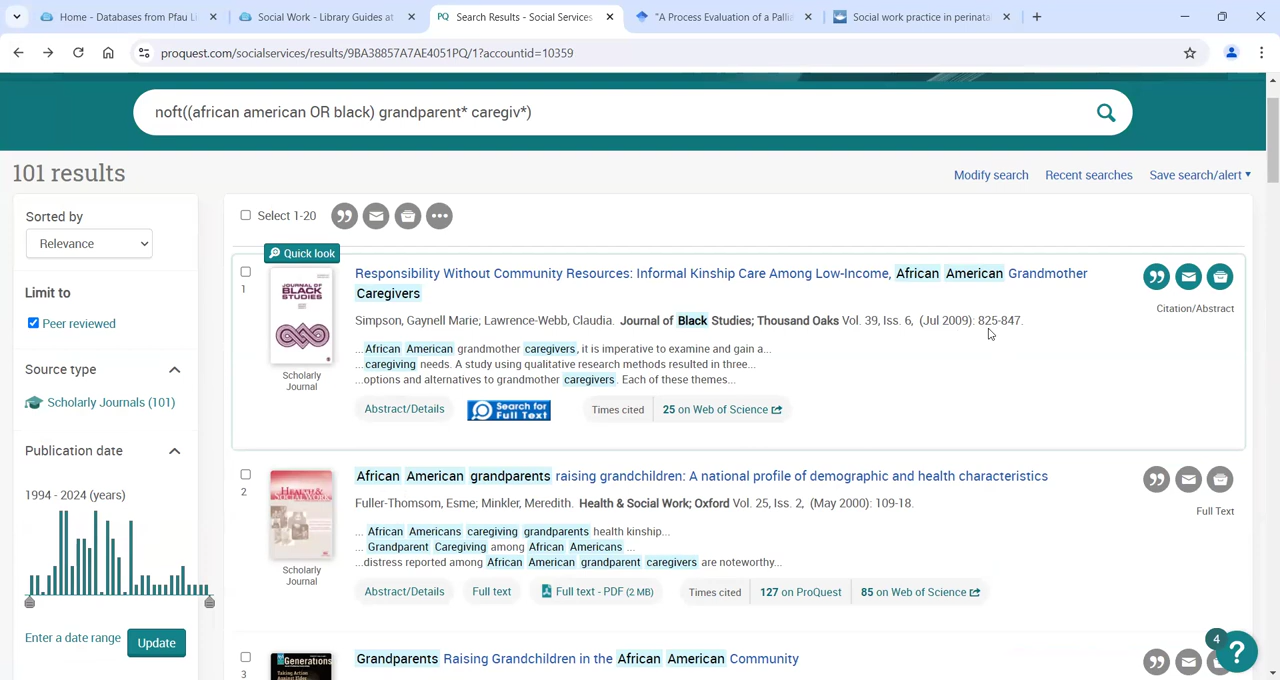 Home - Databases from Pfau Li
Social Work - Library Guides at
PQ Search Results - Social Services
"A Process Evaluation of a Pallia
Social work practice in perinatal
proquest.com/socialservices/results/9BA38857A7AE4051PQ/1?accountid=10359
noft((african american OR black) grandparent* caregiv*)
101 results
Modify search Recent searches Save search/alert
Sorted by
Relevance
Limit to
Peer reviewed
Source type
Scholarly Journals (101)
Publication date
1994 - 2024 (years)
Enter a date range Update
Select 1-20
Quick look
1
JOURNAL OF
BLACK
STUDIES
Scholarly
Journal
Responsibility Without Community Resources: Informal Kinship Care Among Low-Income, African American Grandmother
Caregivers
Simpson, Gaynell Marie; Lawrence-Webb, Claudia. Journal of Black Studies; Thousand Oaks Vol. 39, Iss. 6, (Jul 2009): 825-847.
...African American grandmother caregivers, it is imperative to examine and gain a...
...caregiving needs. A study using qualitative research methods resulted in three...
...options and alternatives to grandmother caregivers. Each of these themes...
Abstract/Details Search for Full Text Times cited 25 on Web of Science
Citation/Abstract
2
HEALTH &
SOCIAL WORK
Scholarly
Journal
African American grandparents raising grandchildren: A national profile of demographic and health characteristics
Fuller-Thomson, Esme; Minkler, Meredith. Health & Social Work; Oxford Vol. 25, Iss. 2, (May 2000): 109-18.
... African Americans caregiving grandparents health kinship...
... Grandparent Caregiving among African Americans ...
...distress reported among African American grandparent caregivers are noteworthy...
Abstract/Details Full text Full text - PDF (2 MB) Times cited 127 on ProQuest 85 on Web of Science
Full Text
3
Generations
Grandparents Raising Grandchildren in the African American Community
4
?